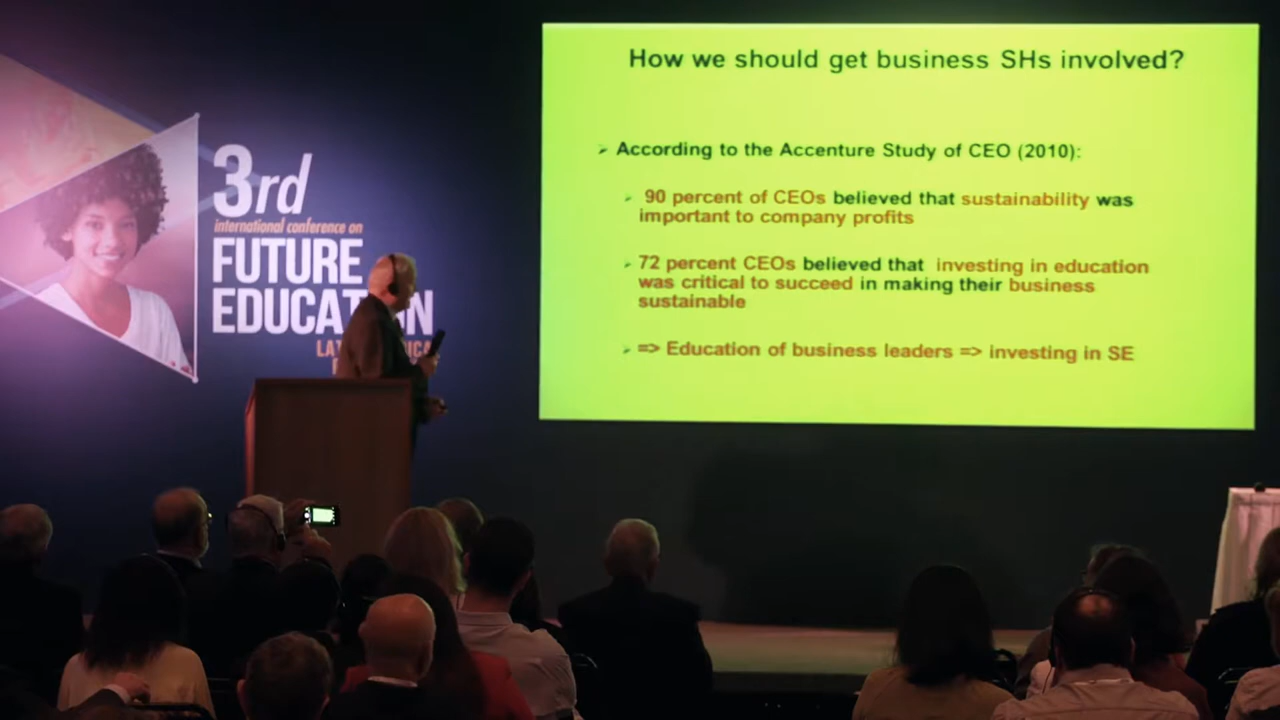 3rd
international conference on
FUTURE
How we should get business SHs involved?
➢ According to the Accenture Study of CEO (2010):
➢ 90 percent of CEOs believed that sustainability was
important to company profits
➢ 72 percent CEOs believed that investing in education
was critical to succeed in making their business
sustainable
➢ => Education of business leaders => investing in SE